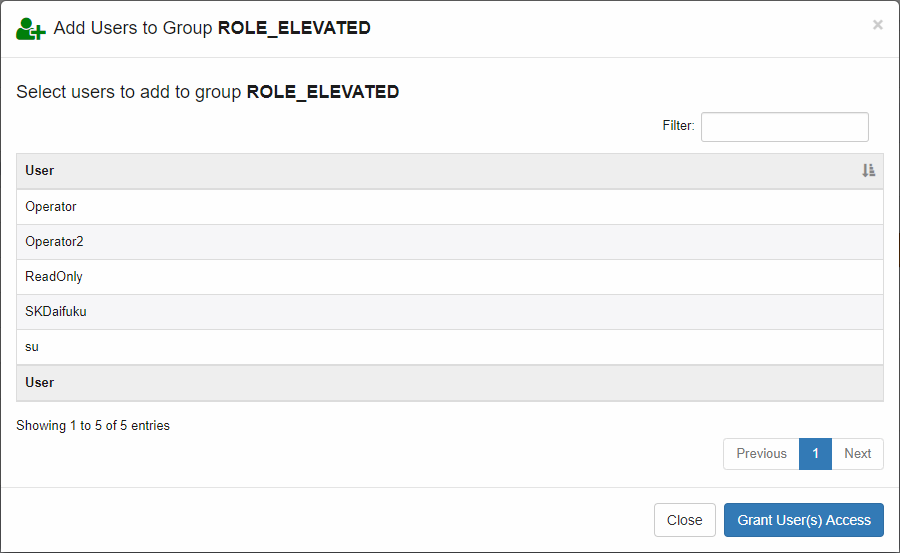 Add Users to Group ROLE_ELEVATED
×
Select users to add to group ROLE_ELEVATED
Filter:
User
Operator
Operator2
ReadOnly
SKDaifuku
su
User
Showing 1 to 5 of 5 entries
Previous 1 Next
Close Grant User(s) Access